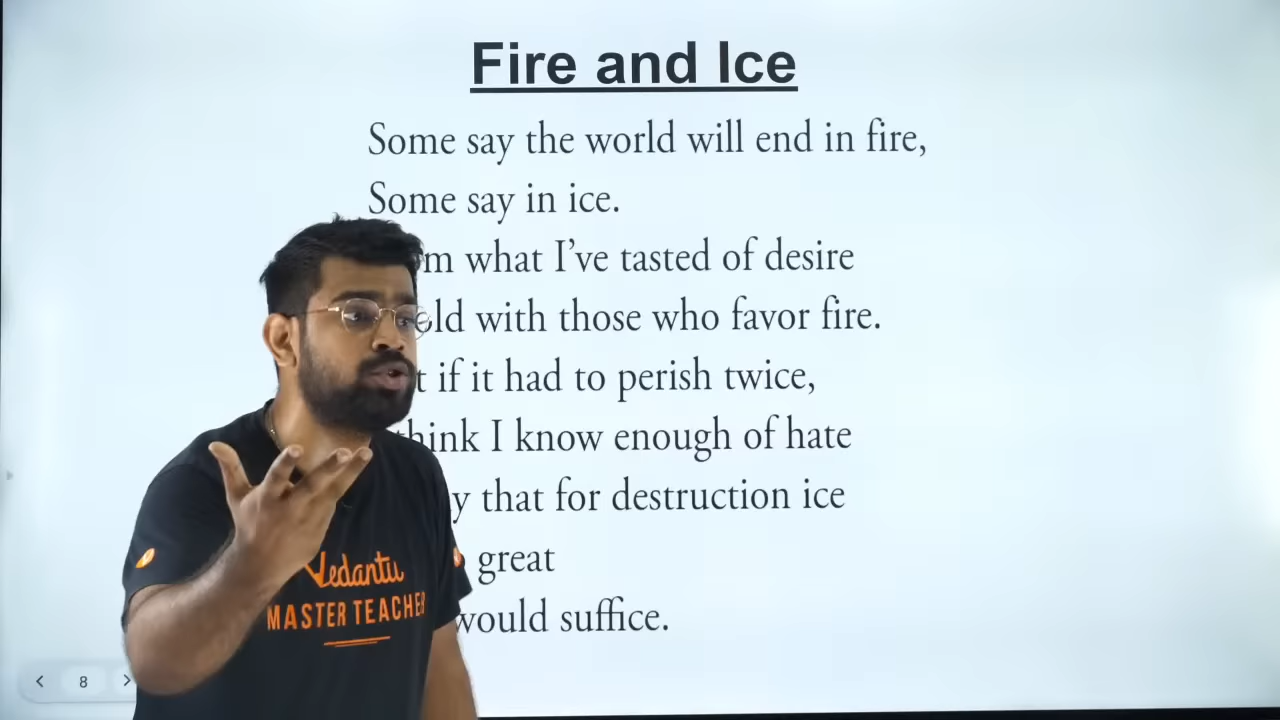 Fire and Ice
Some say the world will end in fire,
Some say in ice.
what I've tasted of desire
with those who favor fire.
if it had to perish twice,
think I know enough of hate
that for destruction ice
great
would suffice.
Vedantu
MASTER TEACHER
8